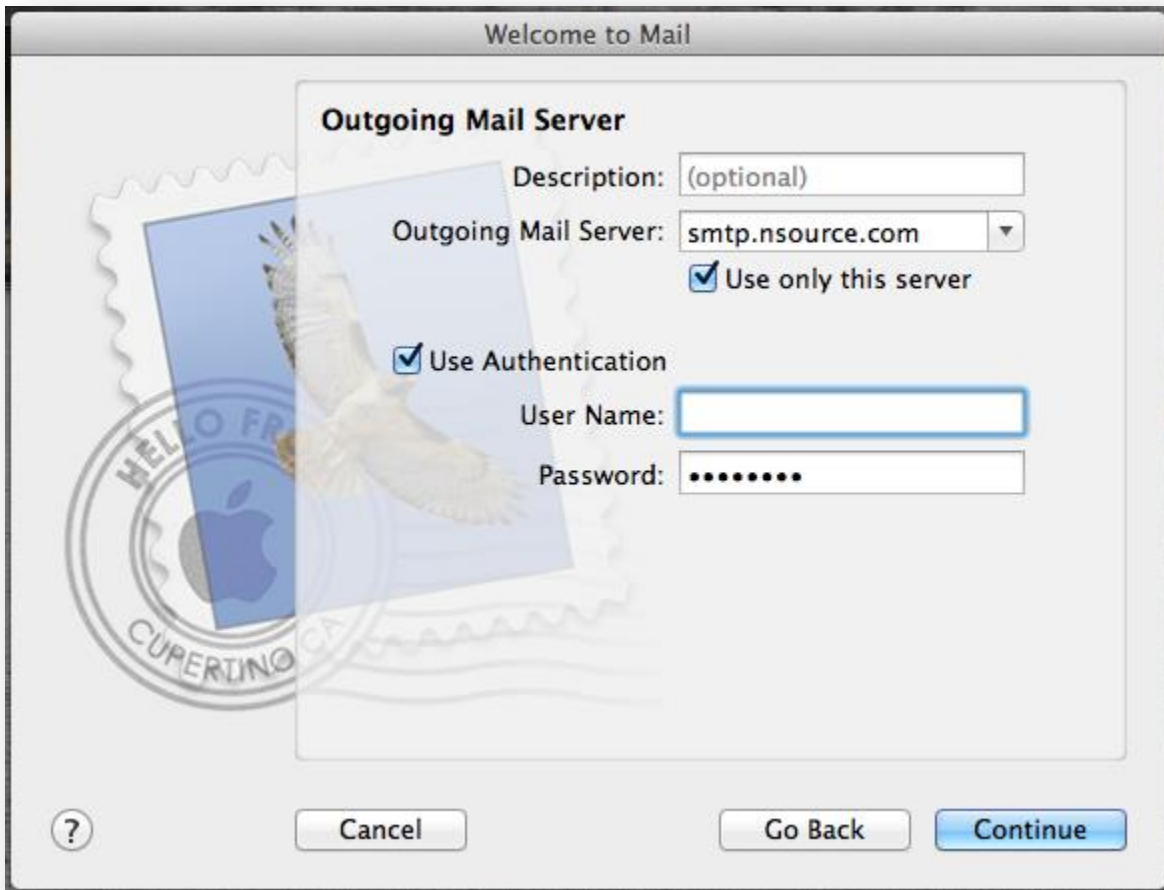 Welcome to Mail
Outgoing Mail Server
Description: (optional)
Outgoing Mail Server: smtp.nsource.com
Use only this server
Use Authentication
User Name:
Password: ••••••••
HELLO FR
CUPERTINO CA
? Cancel Go Back Continue